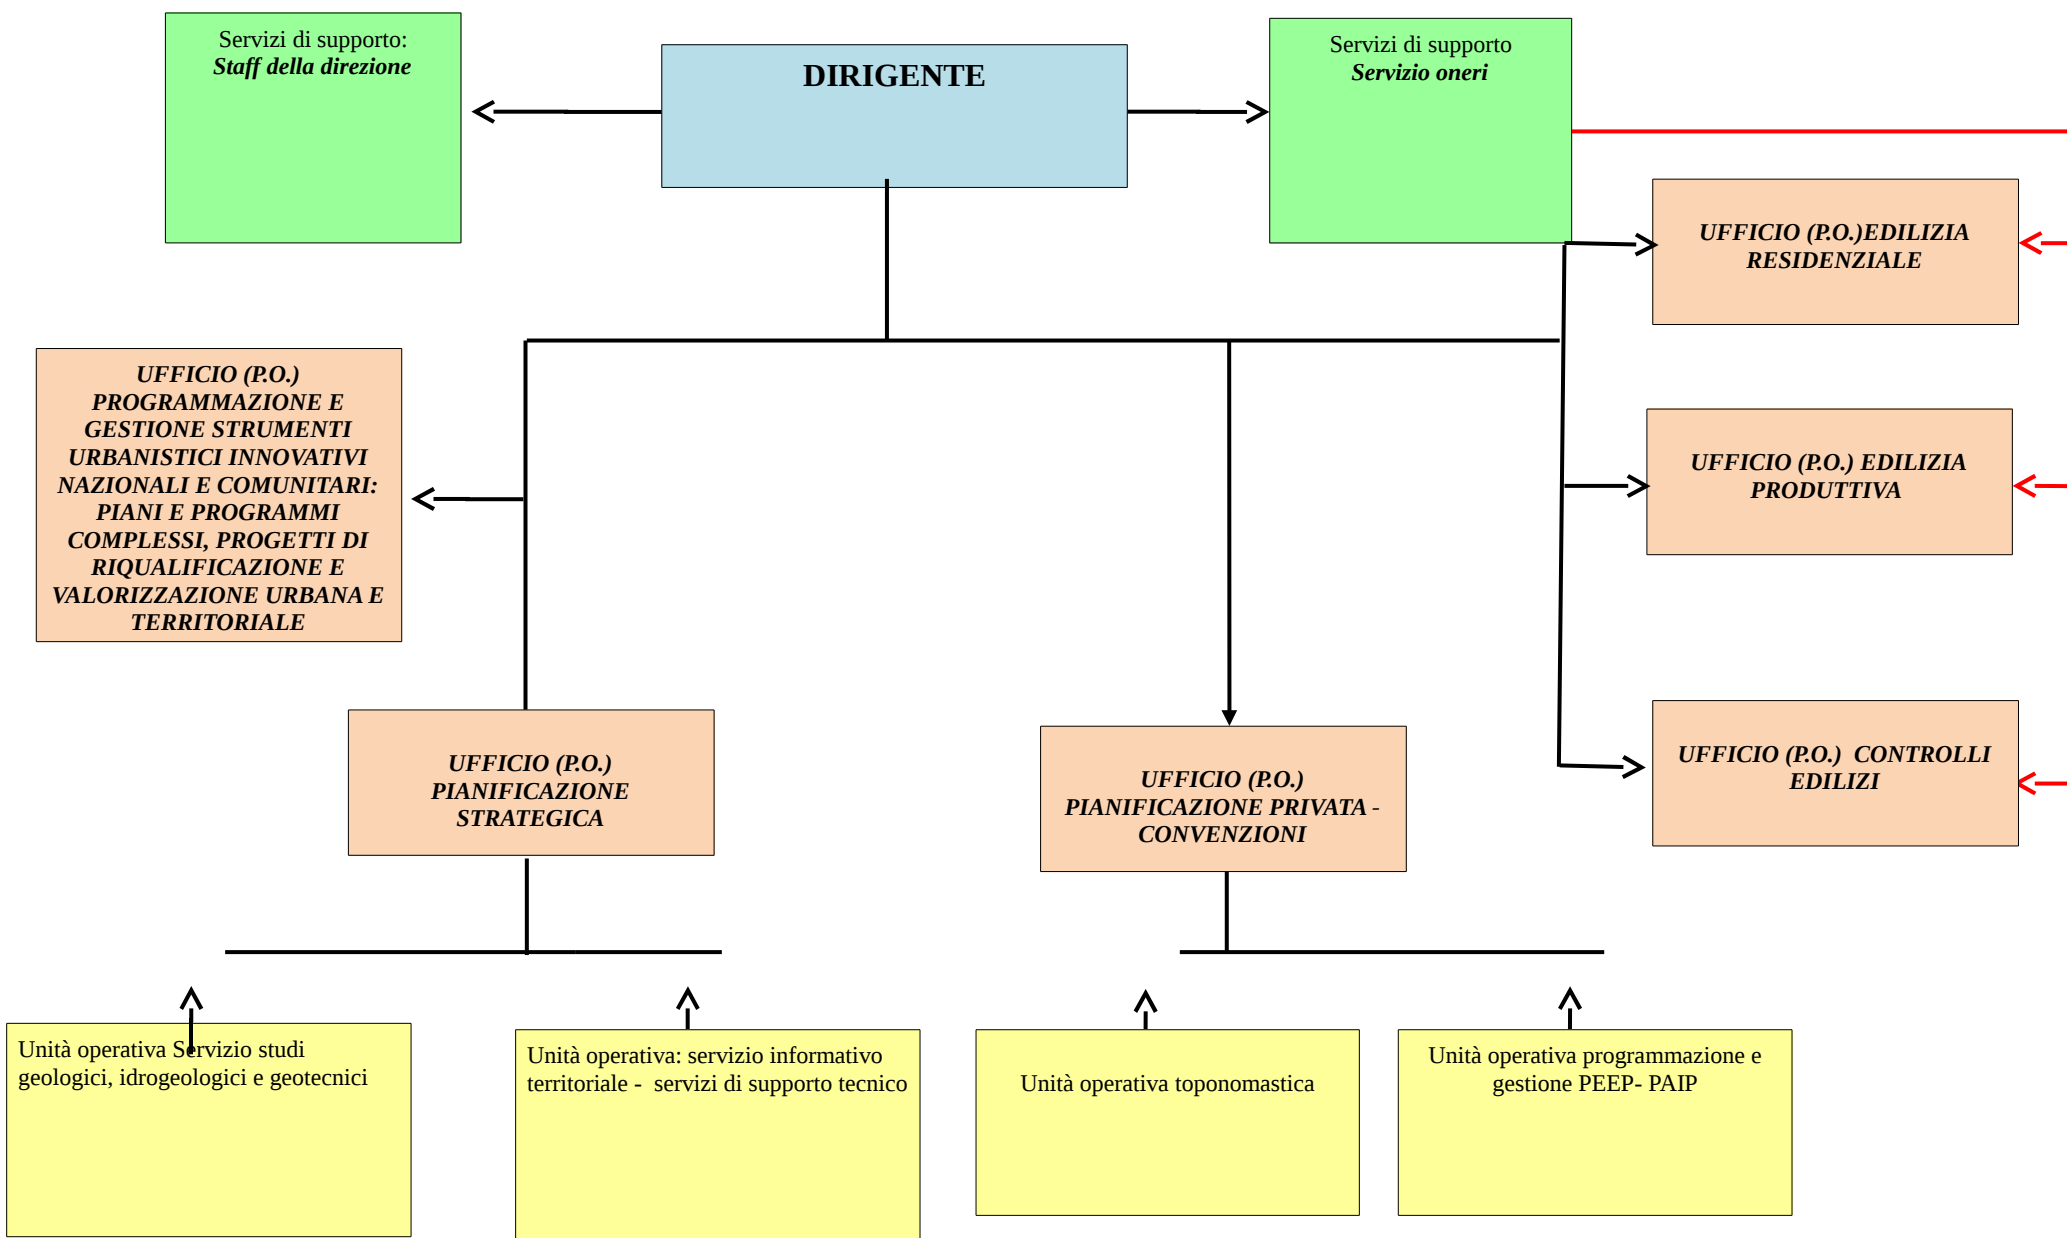 Servizi di supporto:
Staff della direzione
DIRIGENTE
Servizi di supporto
Servizio oneri
UFFICIO (P.O.)EDILIZIA
RESIDENZIALE
UFFICIO (P.O.)
PROGRAMMAZIONE E
GESTIONE STRUMENTI
URBANISTICI INNOVATIVI
NAZIONALI E COMUNITARI:
PIANI E PROGRAMMI
COMPLESSI, PROGETTI DI
RIQUALIFICAZIONE E
VALORIZZAZIONE URBANA E
TERRITORIALE
UFFICIO (P.O.) EDILIZIA
PRODUTTIVA
UFFICIO (P.O.)
PIANIFICAZIONE
STRATEGICA
UFFICIO (P.O.)
PIANIFICAZIONE PRIVATA -
CONVENZIONI
UFFICIO (P.O.)  CONTROLLI
EDILIZI
Unità operativa Servizio studi
geologici, idrogeologici e geotecnici
Unità operativa: servizio informativo
territoriale -  servizi di supporto tecnico
Unità operativa toponomastica
Unità operativa programmazione e
gestione PEEP- PAIP